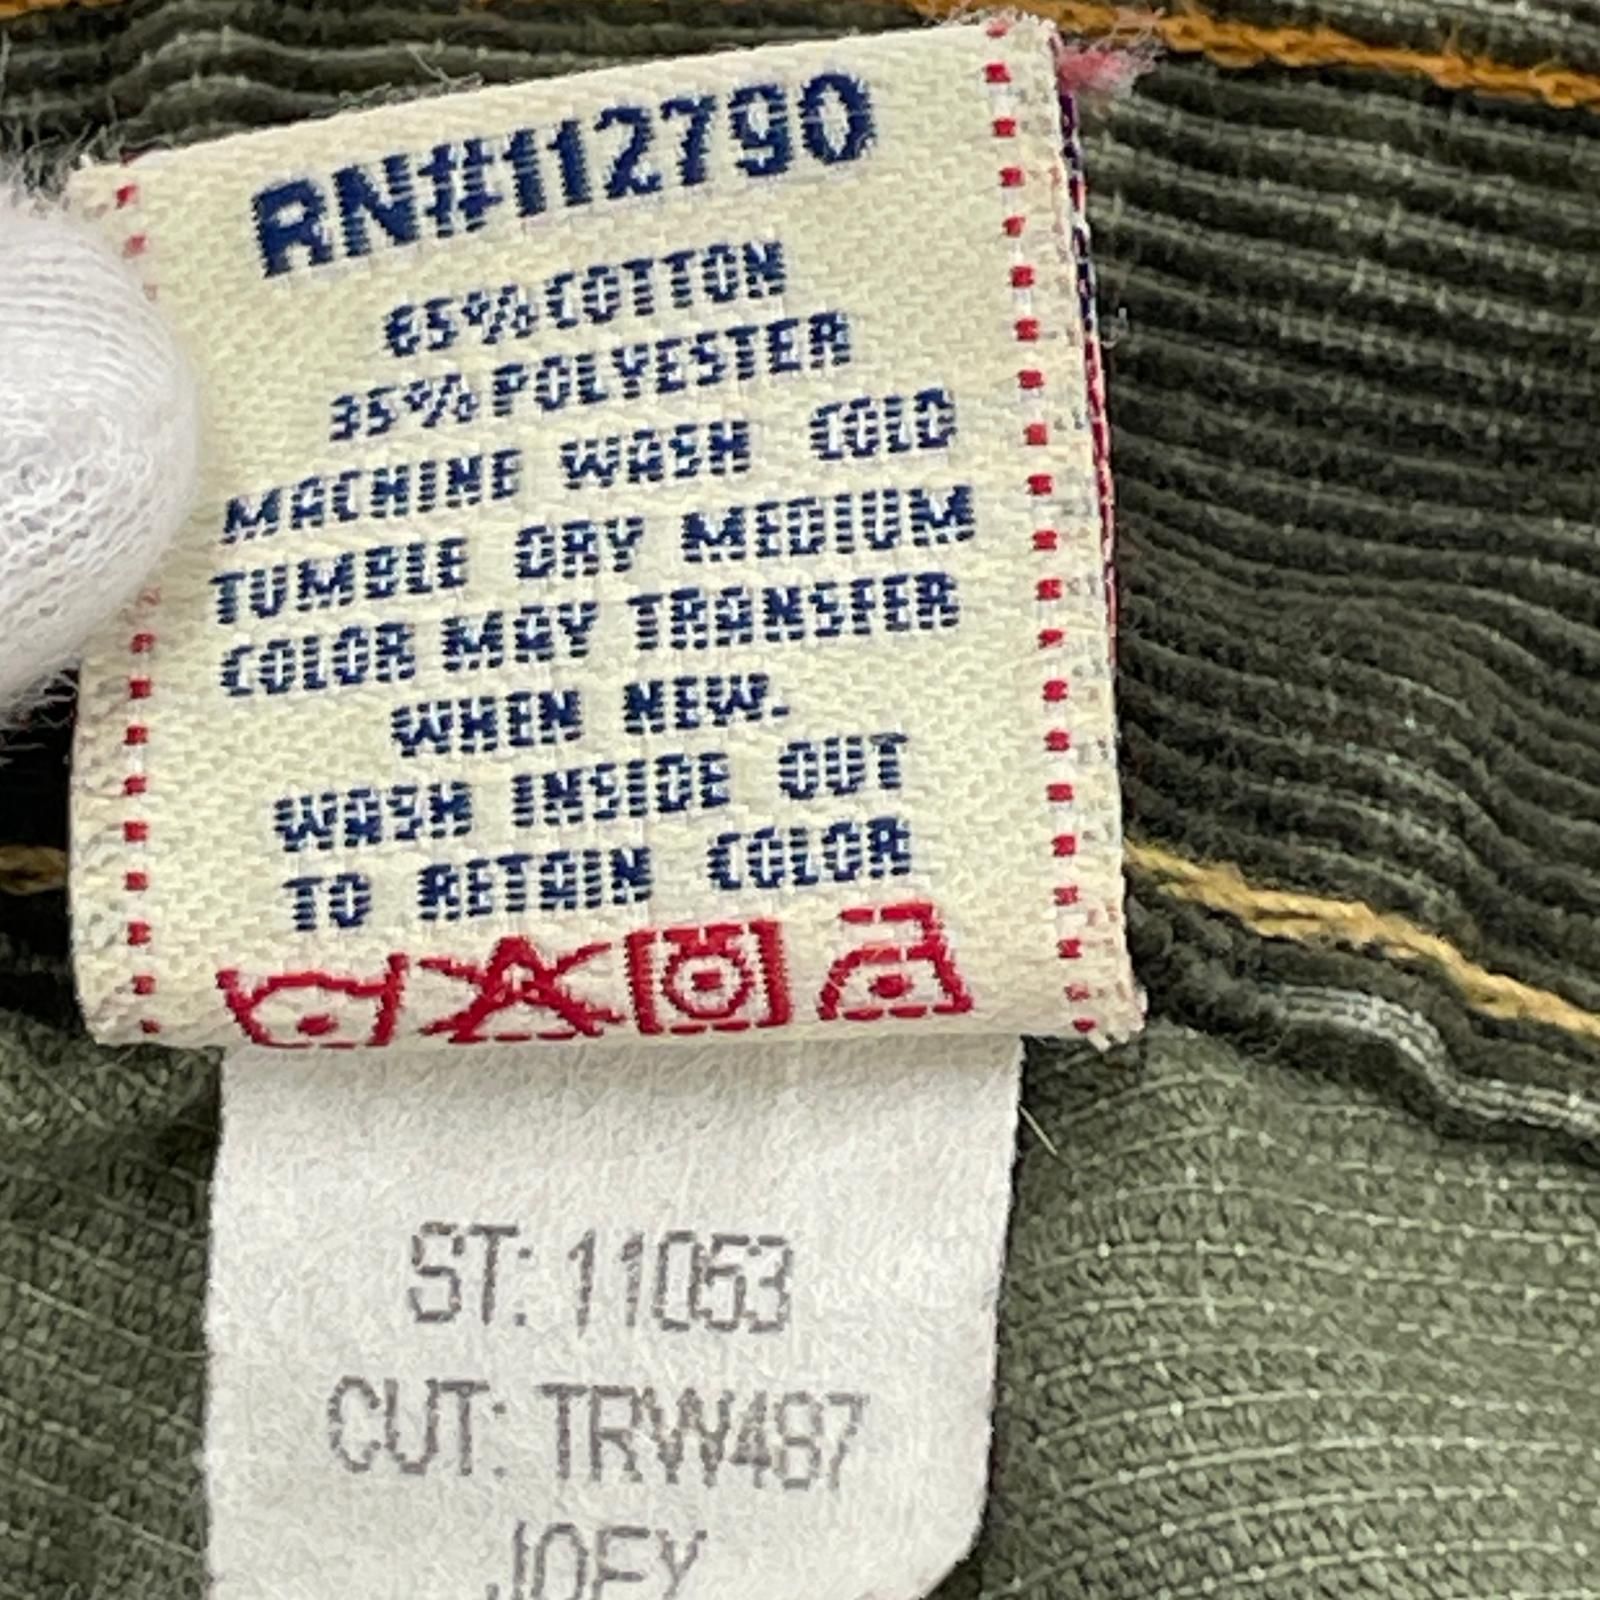 RN#112790
65%COTTON
35%POLYESTER
MACHINE WASH COLD
TUMBLE DRY MEDIUM
COLOR MAY TRANSFER
WHEN NEW.
WASH INSIDE OUT
TO RETAIN COLOR
ST: 11053
CUT: TRW487
JOEY